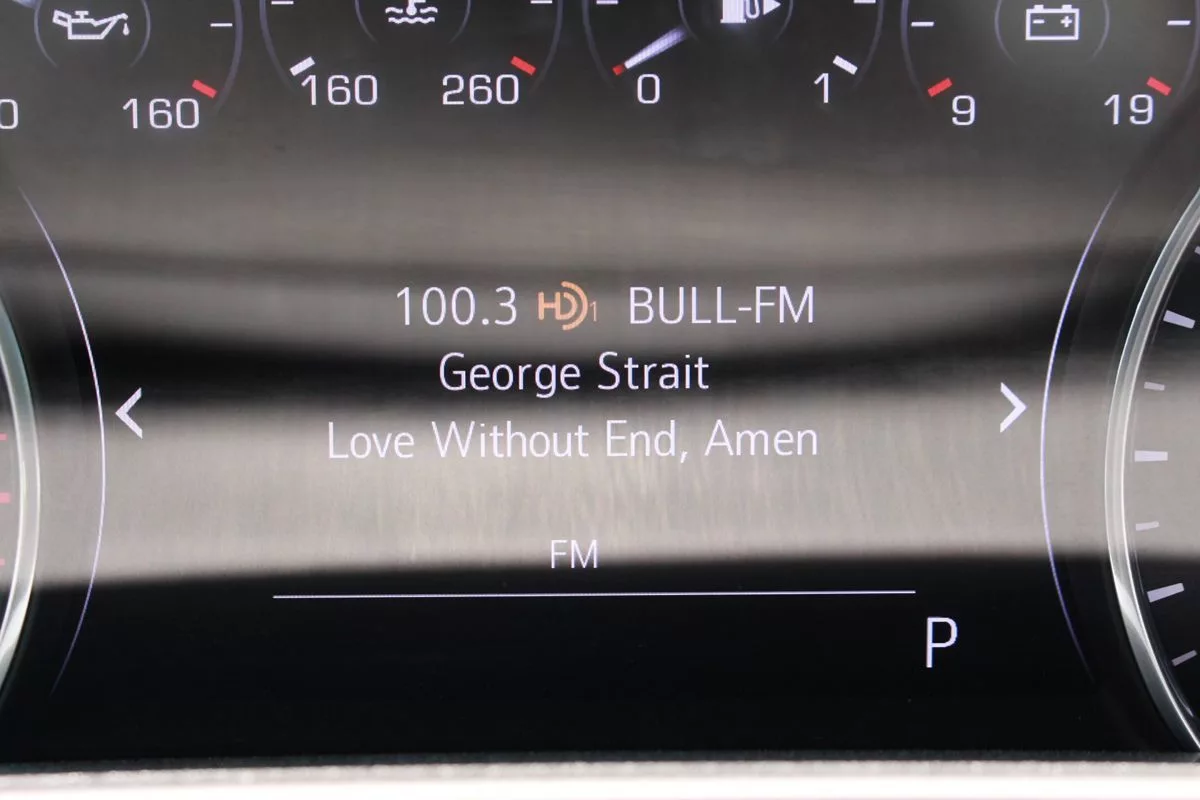 0 160 160 260 0 1 9 19
100.3 HD1 BULL-FM
George Strait
Love Without End, Amen
FM
P